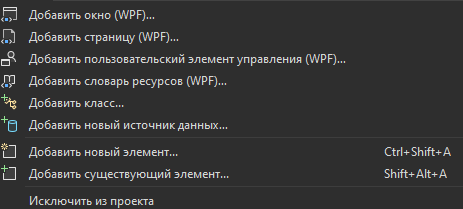 Добавить окно (WPF)...
Добавить страницу (WPF)...
Добавить пользовательский элемент управления (WPF)...
Добавить словарь ресурсов (WPF)...
Добавить класс...
Добавить новый источник данных...
Добавить новый элемент... Ctrl+Shift+A
Добавить существующий элемент... Shift+Alt+A
Исключить из проекта